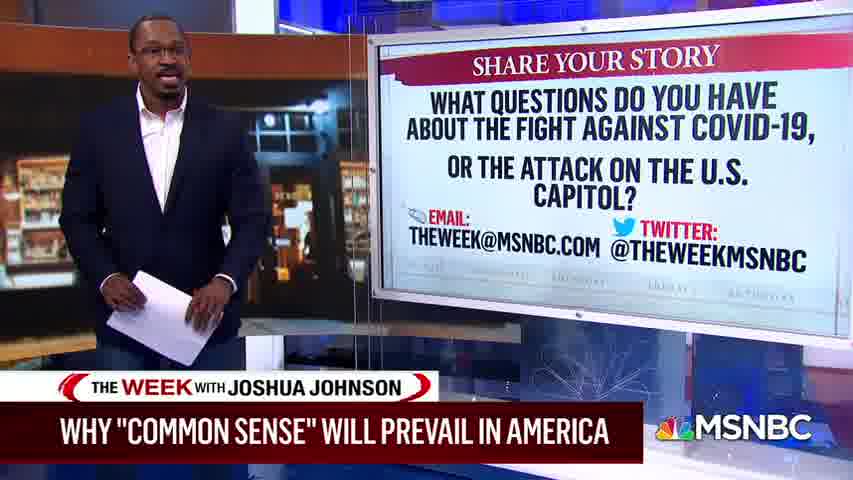 SHARE YOUR STORY
WHAT QUESTIONS DO YOU HAVE
ABOUT THE FIGHT AGAINST COVID-19,
OR THE ATTACK ON THE U.S.
CAPITOL?
EMAIL:
THEWEEK@MSNBC.COM
TWITTER:
@THEWEEKMSNBC
THE WEEK WITH JOSHUA JOHNSON
WHY "COMMON SENSE" WILL PREVAIL IN AMERICA
MSNBC